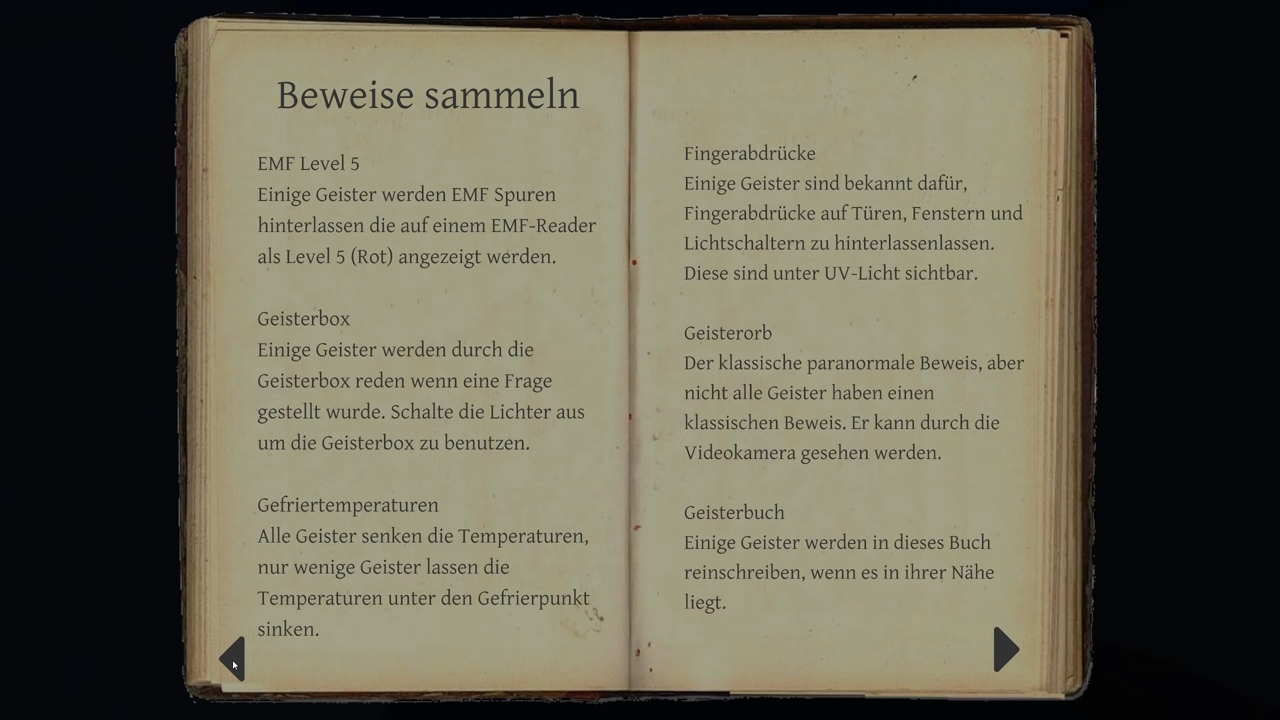 Beweise sammeln
EMF Level 5
Einige Geister werden EMF Spuren
hinterlassen die auf einem EMF-Reader
als Level 5 (Rot) angezeigt werden.
Geisterbox
Einige Geister werden durch die
Geisterbox reden wenn eine Frage
gestellt wurde. Schalte die Lichter aus
um die Geisterbox zu benutzen.
Gefriertemperaturen
Alle Geister senken die Temperaturen,
nur wenige Geister lassen die
Temperaturen unter den Gefrierpunkt
sinken.
Fingerabdrücke
Einige Geister sind bekannt dafür,
Fingerabdrücke auf Türen, Fenstern und
Lichtschaltern zu hinterlassenlassen.
Diese sind unter UV-Licht sichtbar.
Geisterorb
Der klassische paranormale Beweis, aber
nicht alle Geister haben einen
klassischen Beweis. Er kann durch die
Videokamera gesehen werden.
Geisterbuch
Einige Geister werden in dieses Buch
reinschreiben, wenn es in ihrer Nähe
liegt.